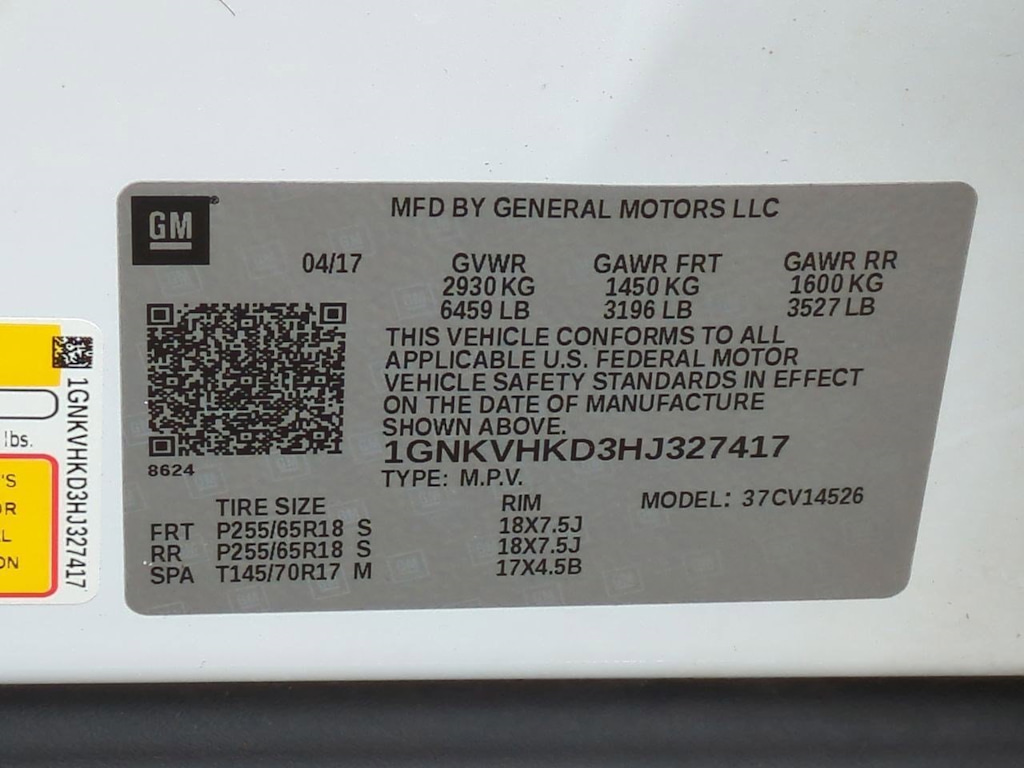 GM
MFD BY GENERAL MOTORS LLC
04/17
GVWR GAWR FRT GAWR RR
2930 KG 1450 KG 1600 KG
6459 LB 3196 LB 3527 LB
THIS VEHICLE CONFORMS TO ALL
APPLICABLE U.S. FEDERAL MOTOR
VEHICLE SAFETY STANDARDS IN EFFECT
ON THE DATE OF MANUFACTURE
SHOWN ABOVE.
1GNKVHKD3HJ327417
8624
TYPE: M.P.V.
TIRE SIZE RIM MODEL: 37CV14526
FRT P255/65R18 S 18X7.5J
RR P255/65R18 S 18X7.5J
SPA T145/70R17 M 17X4.5B
1GNKVHKD3HJ327417
lbs.
'S
OR
ON